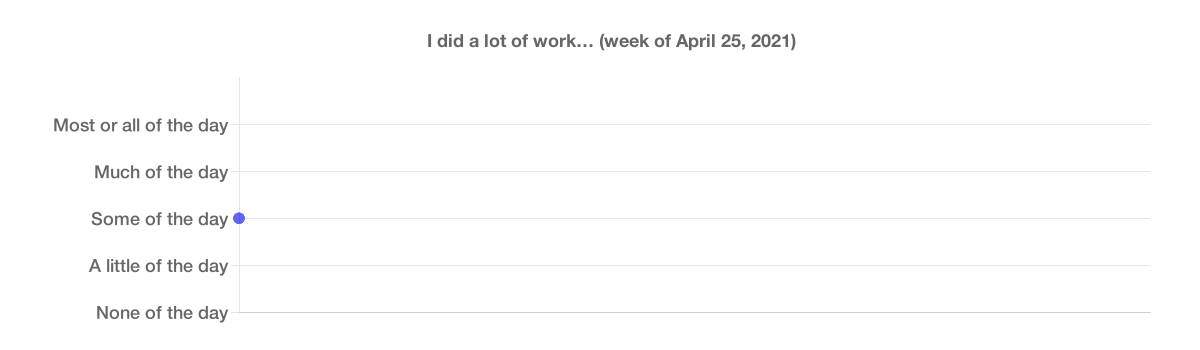 I did a lot of work… (week of April 25, 2021)
Most or all of the day
Much of the day
Some of the day
A little of the day
None of the day